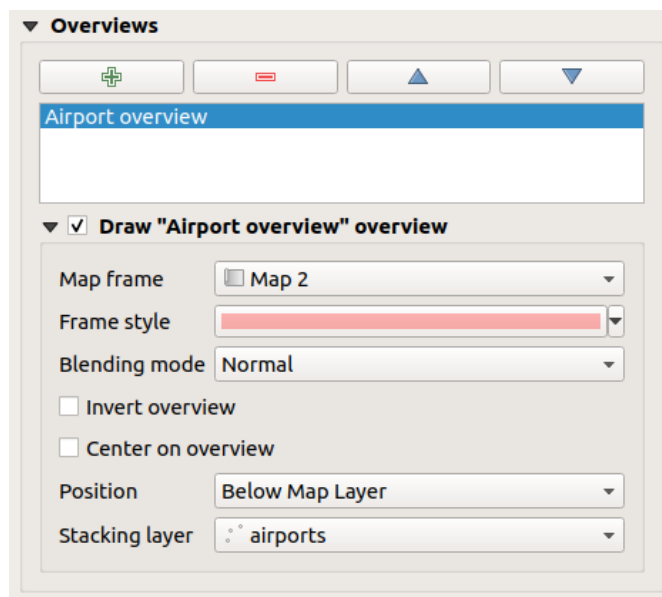 Overviews
Airport overview
Draw "Airport overview" overview
Map frame Map 2
Frame style
Blending mode Normal
Invert overview
Center on overview
Position Below Map Layer
Stacking layer airports